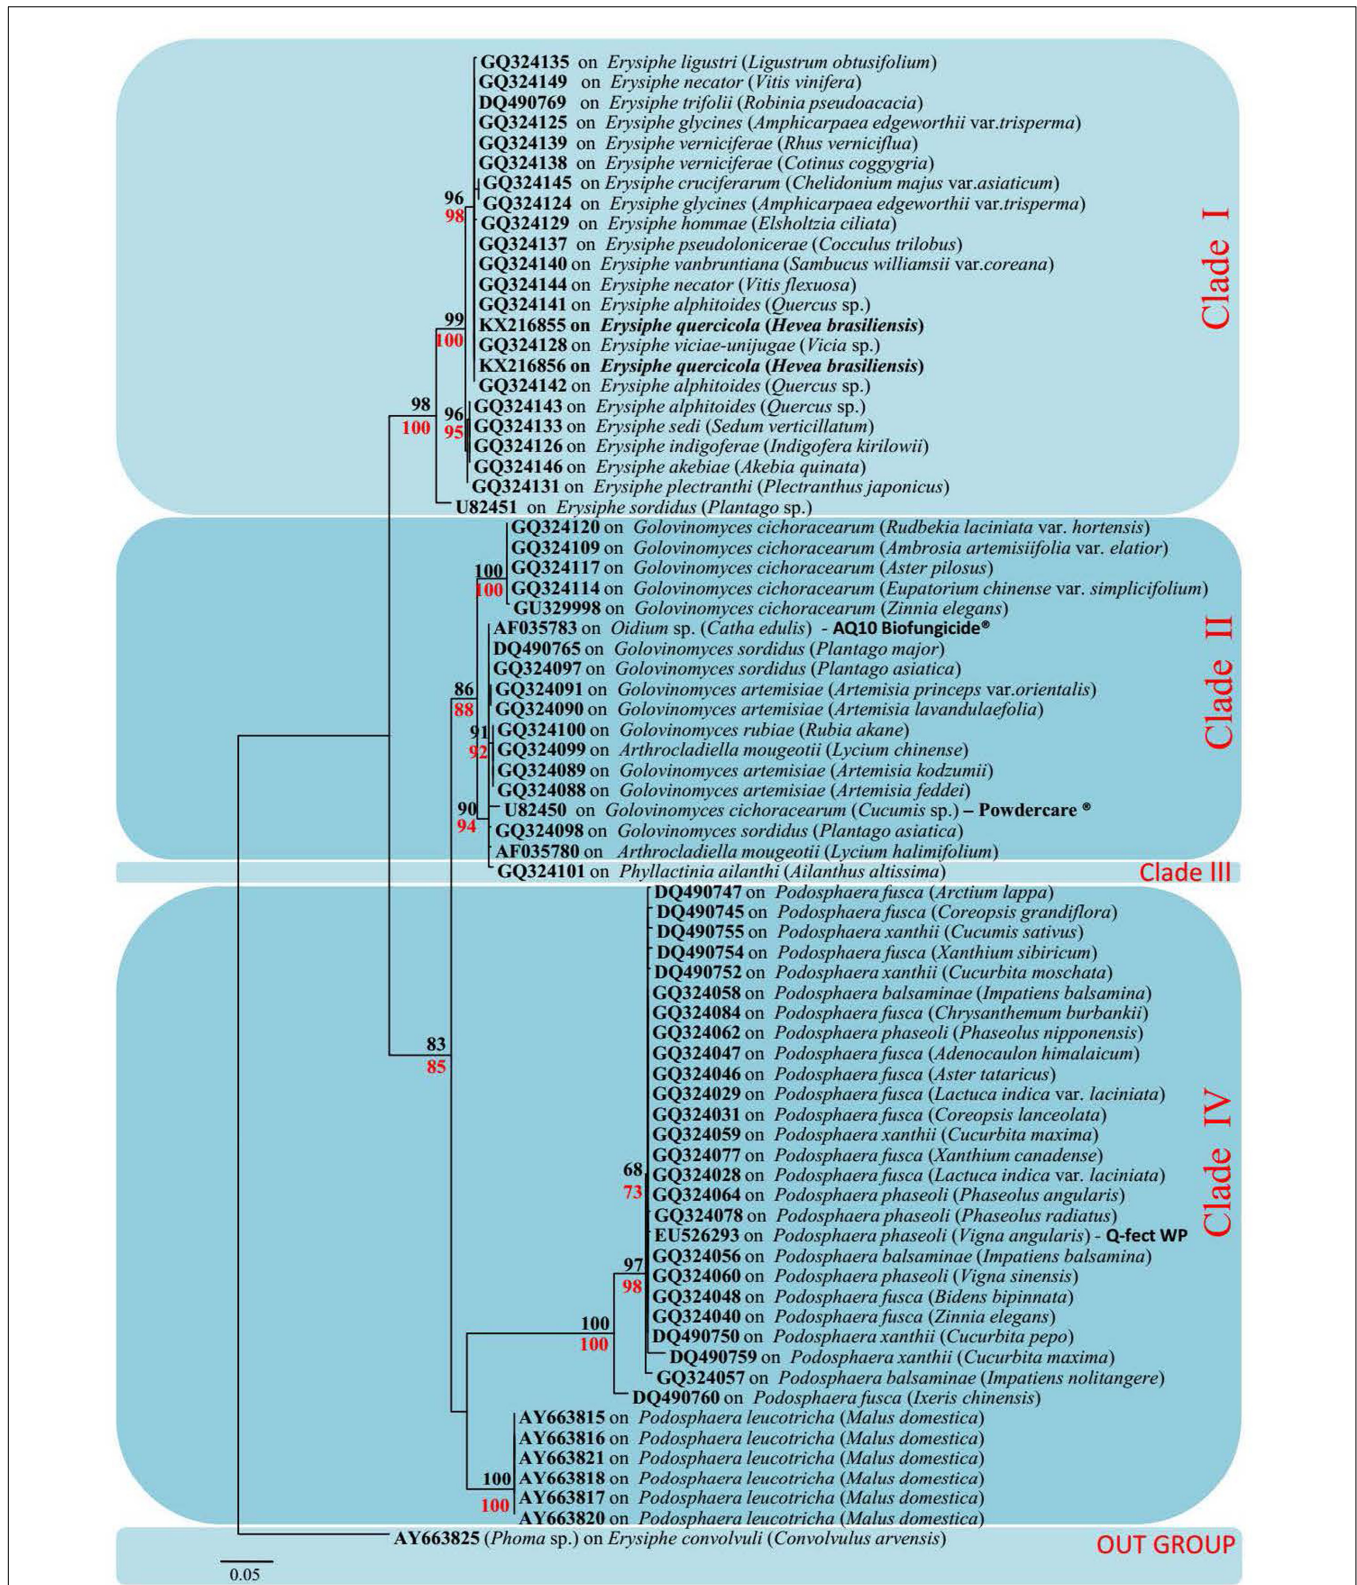 GQ324135 on Erysiphe ligustri (Ligustrum obtusifolium)
GQ324149 on Erysiphe necator (Vitis vinifera)
DQ490769 on Erysiphe trifolii (Robinia pseudoacacia)
GQ324125 on Erysiphe glycines (Amphicarpaea edgeworthii var.trisperma)
GQ324139 on Erysiphe verniciferae (Rhus verniciflua)
GQ324138 on Erysiphe verniciferae (Cotinus coggygria)
GQ324145 on Erysiphe cruciferarum (Chelidonium majus var.asiaticum)
96
GQ324124 on Erysiphe glycines (Amphicarpaea edgeworthii var.trisperma)
98
GQ324129 on Erysiphe hommae (Elsholtzia ciliata)
GQ324137 on Erysiphe pseudolonicerae (Cocculus trilobus)
GQ324140 on Erysiphe vanbruntiana (Sambucus williamsii var.coreana)
GQ324144 on Erysiphe necator (Vitis flexuosa)
GQ324141 on Erysiphe alphitoides (Quercus sp.)
99
KX216855 on Erysiphe quercicola (Hevea brasiliensis)
100
GQ324128 on Erysiphe viciae-unijugae (Vicia sp.)
KX216856 on Erysiphe quercicola (Hevea brasiliensis)
GQ324142 on Erysiphe alphitoides (Quercus sp.)
98
96
GQ324143 on Erysiphe alphitoides (Quercus sp.)
100
95
GQ324133 on Erysiphe sedi (Sedum verticillatum)
GQ324126 on Erysiphe indigoferae (Indigofera kirilowii)
GQ324146 on Erysiphe akebiae (Akebia quinata)
GQ324131 on Erysiphe plectranthi (Plectranthus japonicus)
U82451 on Erysiphe sordidus (Plantago sp.)
Clade I
GQ324120 on Golovinomyces cichoracearum (Rudbekia laciniata var. hortensis)
GQ324109 on Golovinomyces cichoracearum (Ambrosia artemisiifolia var. elatior)
100
GQ324117 on Golovinomyces cichoracearum (Aster pilosus)
100
GQ324114 on Golovinomyces cichoracearum (Eupatorium chinense var. simplicifolium)
GU329998 on Golovinomyces cichoracearum (Zinnia elegans)
AF035783 on Oidium sp. (Catha edulis) - AQ10 Biofungicide®
DQ490765 on Golovinomyces sordidus (Plantago major)
GQ324097 on Golovinomyces sordidus (Plantago asiatica)
86
GQ324091 on Golovinomyces artemisiae (Artemisia princeps var.orientalis)
88
GQ324090 on Golovinomyces artemisiae (Artemisia lavandulaefolia)
91
GQ324100 on Golovinomyces rubiae (Rubia akane)
92
GQ324099 on Arthrocladiella mougeotii (Lycium chinense)
GQ324089 on Golovinomyces artemisiae (Artemisia kodzumii)
GQ324088 on Golovinomyces artemisiae (Artemisia feddei)
90
U82450 on Golovinomyces cichoracearum (Cucumis sp.) – Powdercare ®
94
GQ324098 on Golovinomyces sordidus (Plantago asiatica)
AF035780 on Arthrocladiella mougeotii (Lycium halimifolium)
Clade II
GQ324101 on Phyllactinia ailanthi (Ailanthus altissima)
Clade III
DQ490747 on Podosphaera fusca (Arctium lappa)
DQ490745 on Podosphaera fusca (Coreopsis grandiflora)
DQ490755 on Podosphaera xanthii (Cucumis sativus)
DQ490754 on Podosphaera fusca (Xanthium sibiricum)
DQ490752 on Podosphaera xanthii (Cucurbita moschata)
GQ324058 on Podosphaera balsaminae (Impatiens balsamina)
GQ324084 on Podosphaera fusca (Chrysanthemum burbankii)
GQ324062 on Podosphaera phaseoli (Phaseolus nipponensis)
83
85
GQ324047 on Podosphaera fusca (Adenocaulon himalaicum)
GQ324046 on Podosphaera fusca (Aster tataricus)
GQ324029 on Podosphaera fusca (Lactuca indica var. laciniata)
GQ324031 on Podosphaera fusca (Coreopsis lanceolata)
GQ324059 on Podosphaera xanthii (Cucurbita maxima)
GQ324077 on Podosphaera fusca (Xanthium canadense)
68
GQ324028 on Podosphaera fusca (Lactuca indica var. laciniata)
73
GQ324064 on Podosphaera phaseoli (Phaseolus angularis)
GQ324078 on Podosphaera phaseoli (Phaseolus radiatus)
EU526293 on Podosphaera phaseoli (Vigna angularis) - Q-fect WP
GQ324056 on Podosphaera balsaminae (Impatiens balsamina)
97
98
GQ324060 on Podosphaera phaseoli (Vigna sinensis)
GQ324048 on Podosphaera fusca (Bidens bipinnata)
GQ324040 on Podosphaera fusca (Zinnia elegans)
100
100
DQ490750 on Podosphaera xanthii (Cucurbita pepo)
DQ490759 on Podosphaera xanthii (Cucurbita maxima)
GQ324057 on Podosphaera balsaminae (Impatiens nolitangere)
DQ490760 on Podosphaera fusca (Ixeris chinensis)
AY663815 on Podosphaera leucotricha (Malus domestica)
AY663816 on Podosphaera leucotricha (Malus domestica)
AY663821 on Podosphaera leucotricha (Malus domestica)
100
AY663818 on Podosphaera leucotricha (Malus domestica)
100
AY663817 on Podosphaera leucotricha (Malus domestica)
AY663820 on Podosphaera leucotricha (Malus domestica)
Clade IV
AY663825 (Phoma sp.) on Erysiphe convolvuli (Convolvulus arvensis)
OUT GROUP
0.05